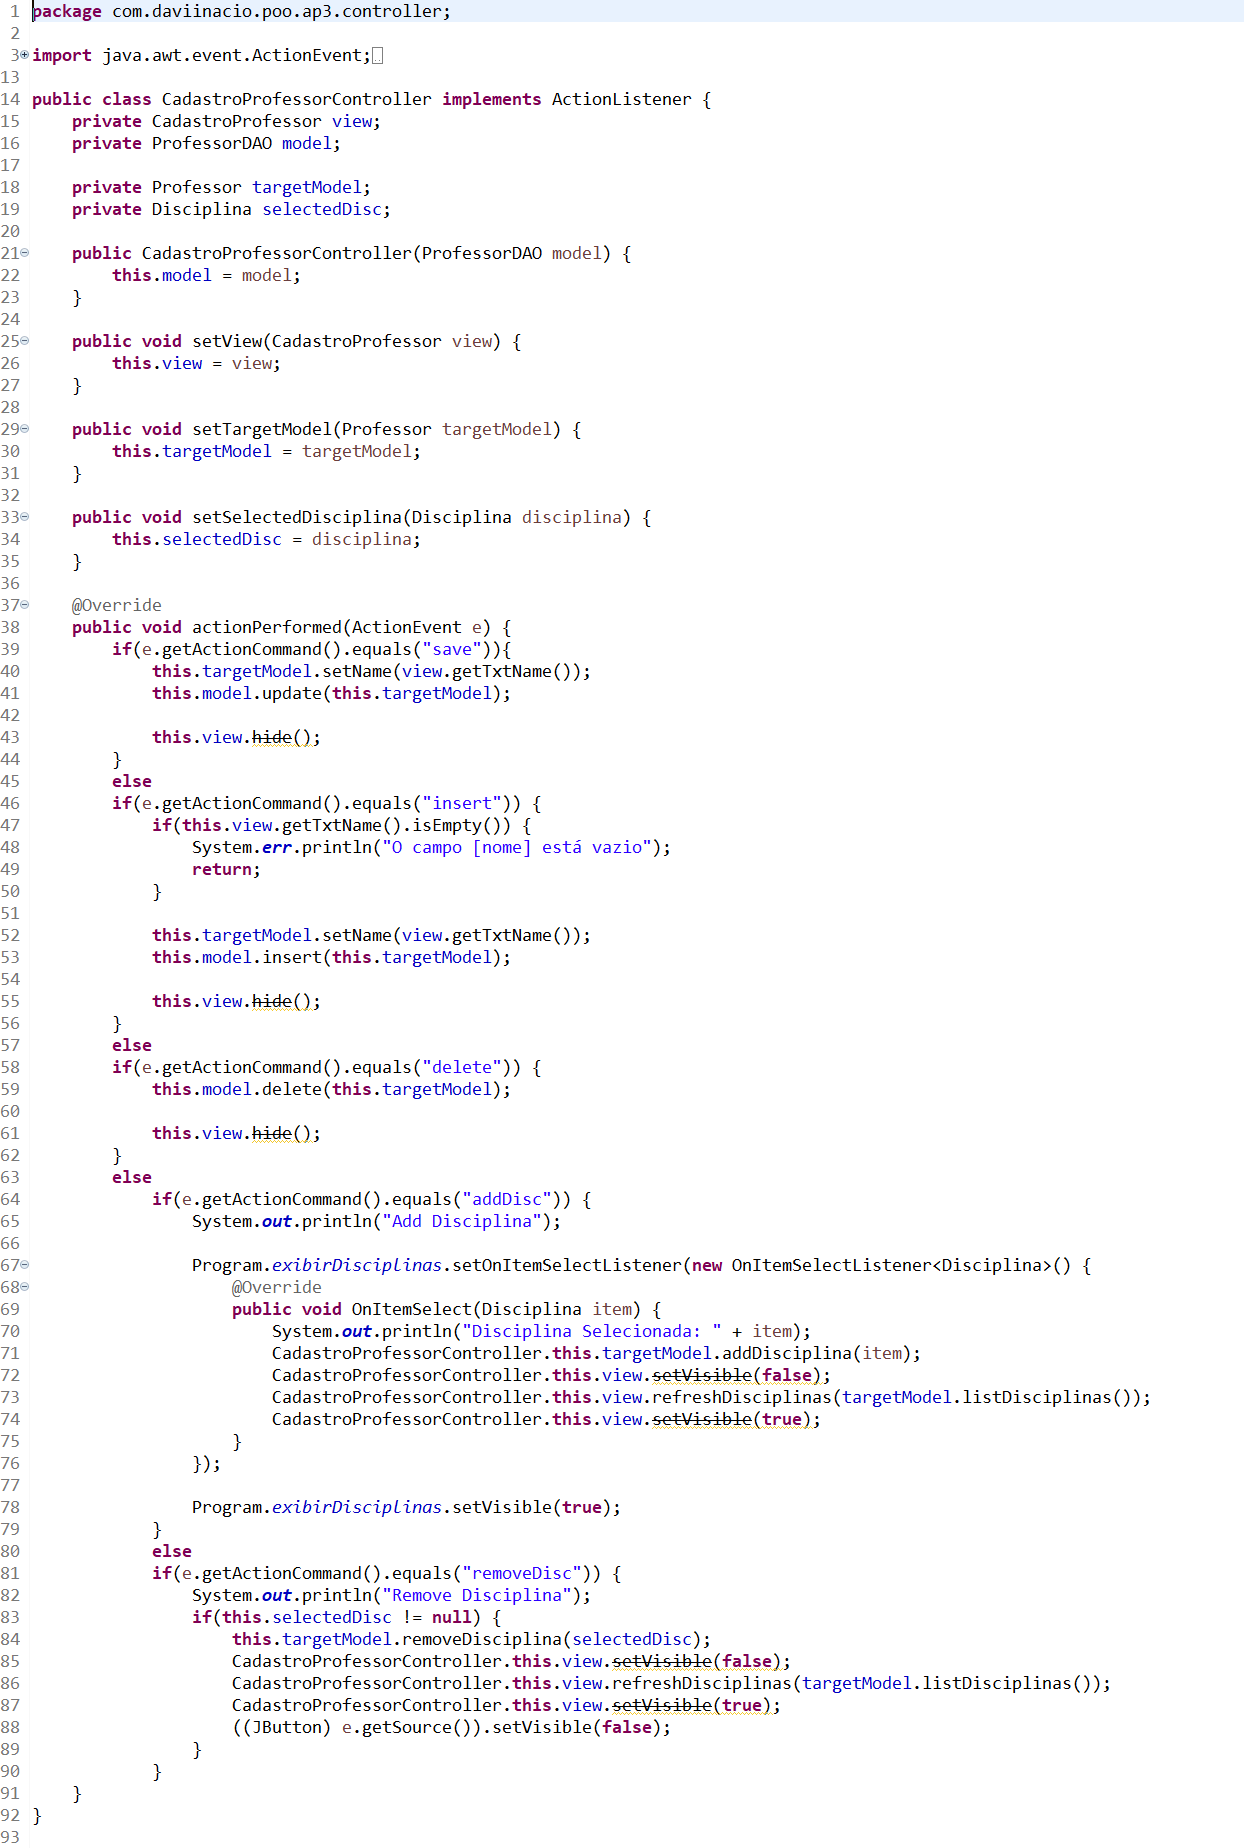 1 package com.daviinacio.poo.ap3.controller;
2
3 import java.awt.event.ActionEvent;
13
14 public class CadastroProfessorController implements ActionListener {
15     private CadastroProfessor view;
16     private ProfessorDAO model;
17
18     private Professor targetModel;
19     private Disciplina selectedDisc;
20
21     public CadastroProfessorController(ProfessorDAO model) {
22         this.model = model;
23     }
24
25     public void setView(CadastroProfessor view) {
26         this.view = view;
27     }
28
29     public void setTargetModel(Professor targetModel) {
30         this.targetModel = targetModel;
31     }
32
33     public void setSelectedDisciplina(Disciplina disciplina) {
34         this.selectedDisc = disciplina;
35     }
36
37     @Override
38     public void actionPerformed(ActionEvent e) {
39         if(e.getActionCommand().equals("save")){
40             this.targetModel.setName(view.getTxtName());
41             this.model.update(this.targetModel);
42
43             this.view.hide();
44         }
45         else
46         if(e.getActionCommand().equals("insert")) {
47             if(this.view.getTxtName().isEmpty()) {
48                 System.err.println("O campo [nome] está vazio");
49                 return;
50             }
51
52             this.targetModel.setName(view.getTxtName());
53             this.model.insert(this.targetModel);
54
55             this.view.hide();
56         }
57         else
58         if(e.getActionCommand().equals("delete")) {
59             this.model.delete(this.targetModel);
60
61             this.view.hide();
62         }
63         else
64             if(e.getActionCommand().equals("addDisc")) {
65                 System.out.println("Add Disciplina");
66
67                 Program.exibirDisciplinas.setOnItemSelectListener(new OnItemSelectListener<Disciplina>() {
68                     @Override
69                     public void OnItemSelect(Disciplina item) {
70                         System.out.println("Disciplina Selecionada: " + item);
71                         CadastroProfessorController.this.targetModel.addDisciplina(item);
72                         CadastroProfessorController.this.view.setVisible(false);
73                         CadastroProfessorController.this.view.refreshDisciplinas(targetModel.listDisciplinas());
74                         CadastroProfessorController.this.view.setVisible(true);
75                     }
76                 });
77
78                 Program.exibirDisciplinas.setVisible(true);
79             }
80             else
81             if(e.getActionCommand().equals("removeDisc")) {
82                 System.out.println("Remove Disciplina");
83                 if(this.selectedDisc != null) {
84                     this.targetModel.removeDisciplina(selectedDisc);
85                     CadastroProfessorController.this.view.setVisible(false);
86                     CadastroProfessorController.this.view.refreshDisciplinas(targetModel.listDisciplinas());
87                     CadastroProfessorController.this.view.setVisible(true);
88                     ((JButton) e.getSource()).setVisible(false);
89                 }
90             }
91     }
92 }
93